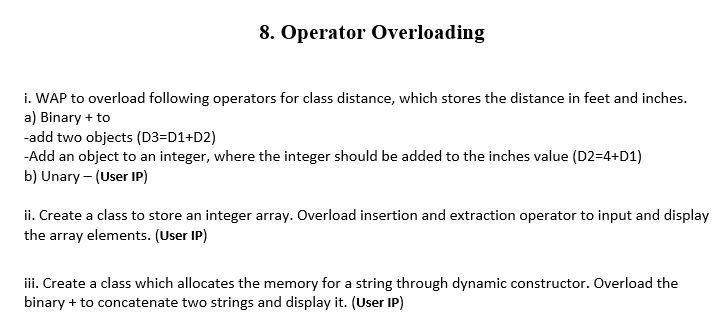 8. Operator Overloading
i. WAP to overload following operators for class distance, which stores the distance in feet and inches.
a) Binary + to
-add two objects (D3=D1+D2)
-Add an object to an integer, where the integer should be added to the inches value (D2=4+D1)
b) Unary – (User IP)
ii. Create a class to store an integer array. Overload insertion and extraction operator to input and display
the array elements. (User IP)
iii. Create a class which allocates the memory for a string through dynamic constructor. Overload the
binary + to concatenate two strings and display it. (User IP)